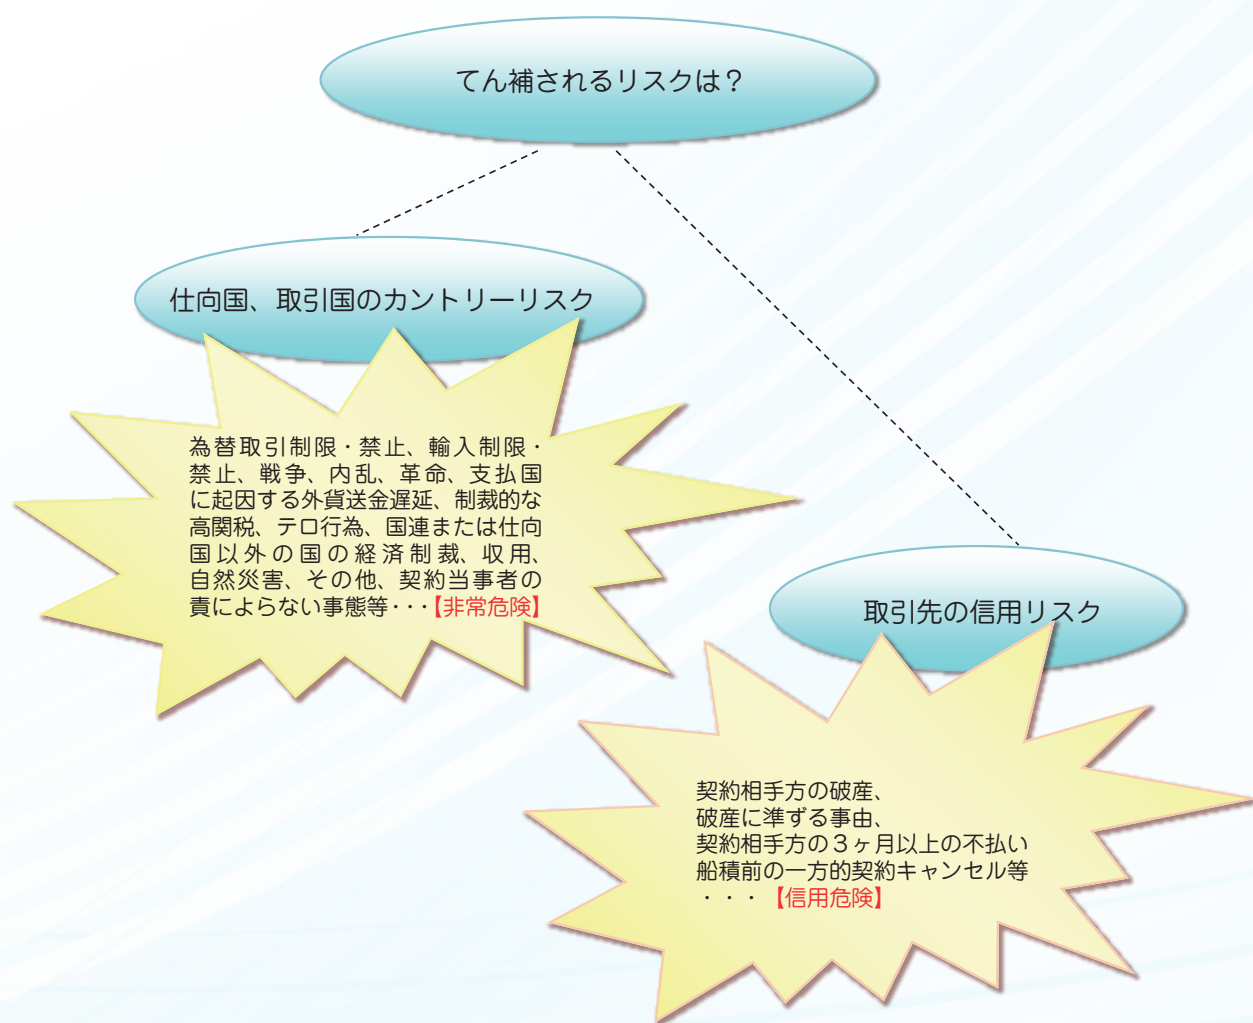 てん補されるリスクは？
仕向国、取引国のカントリーリスク
為替取引制限・禁止、輸入制限・
禁止、戦争、内乱、革命、支払国
に起因する外貨送金遅延、制裁的な
高関税、テロ行為、国連または仕向
国以外の国の経済制裁、収用、
自然災害、その他、契約当事者の
責によらない事態等・・・【非常危険】
取引先の信用リスク
契約相手方の破産、
破産に準ずる事由、
契約相手方の３ヶ月以上の不払い
船積前の一方的契約キャンセル等
・・・【信用危険】